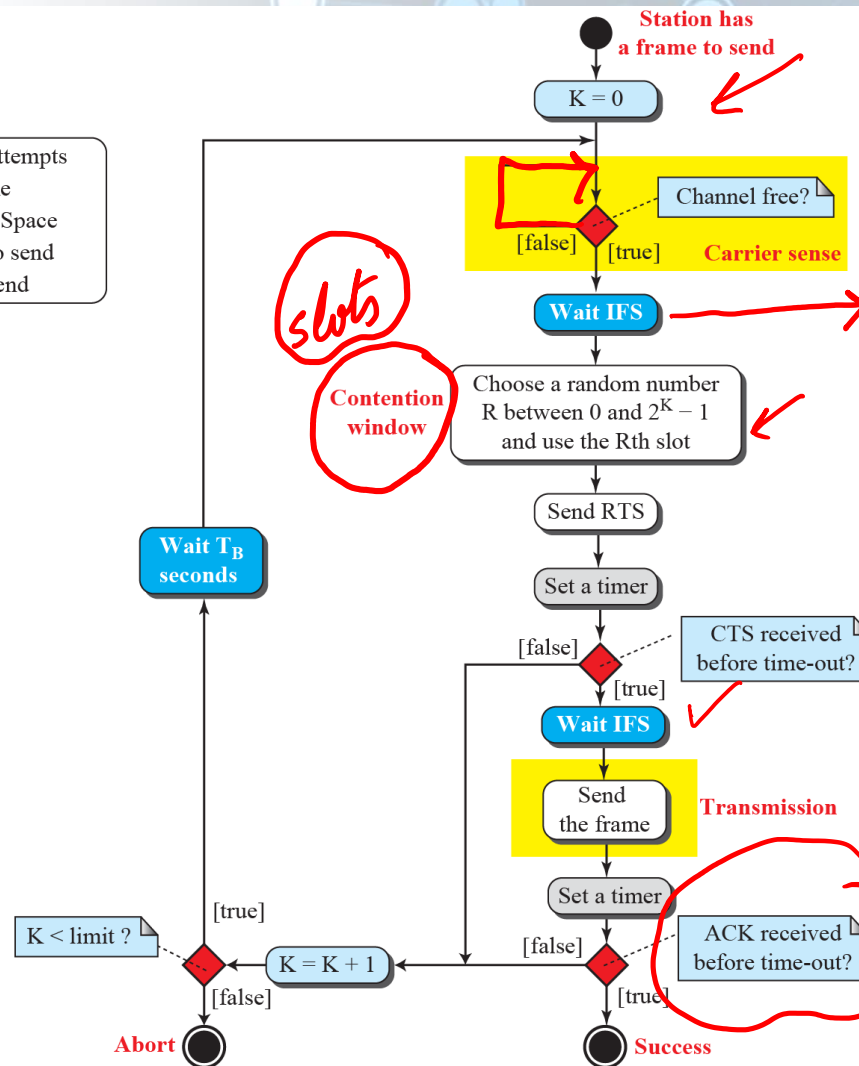 Station has
a frame to send
K = 0
ttempts
Space
o send
end
Channel free?
[false]
[true]
Carrier sense
slots
Wait IFS
Contention
window
Choose a random number
R between 0 and 2^K − 1
and use the Rth slot
Send RTS
Wait T_B
seconds
Set a timer
[false]
CTS received
before time-out?
[true]
Wait IFS
Send
the frame
Transmission
Set a timer
[true]
K < limit ?
K = K + 1
[false]
ACK received
before time-out?
[false]
[true]
Abort
Success